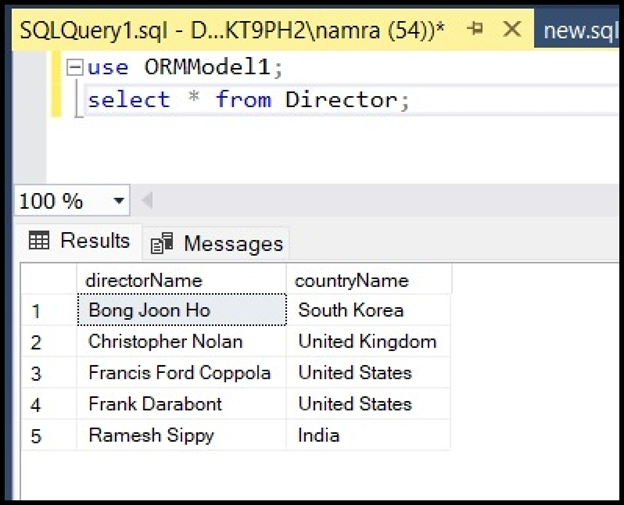 SQLQuery1.sql - D...KT9PH2\namra (54))* new.sql
use ORMModel1;
select * from Director;
100 %
Results Messages
directorName countryName
1 Bong Joon Ho South Korea
2 Christopher Nolan United Kingdom
3 Francis Ford Coppola United States
4 Frank Darabont United States
5 Ramesh Sippy India